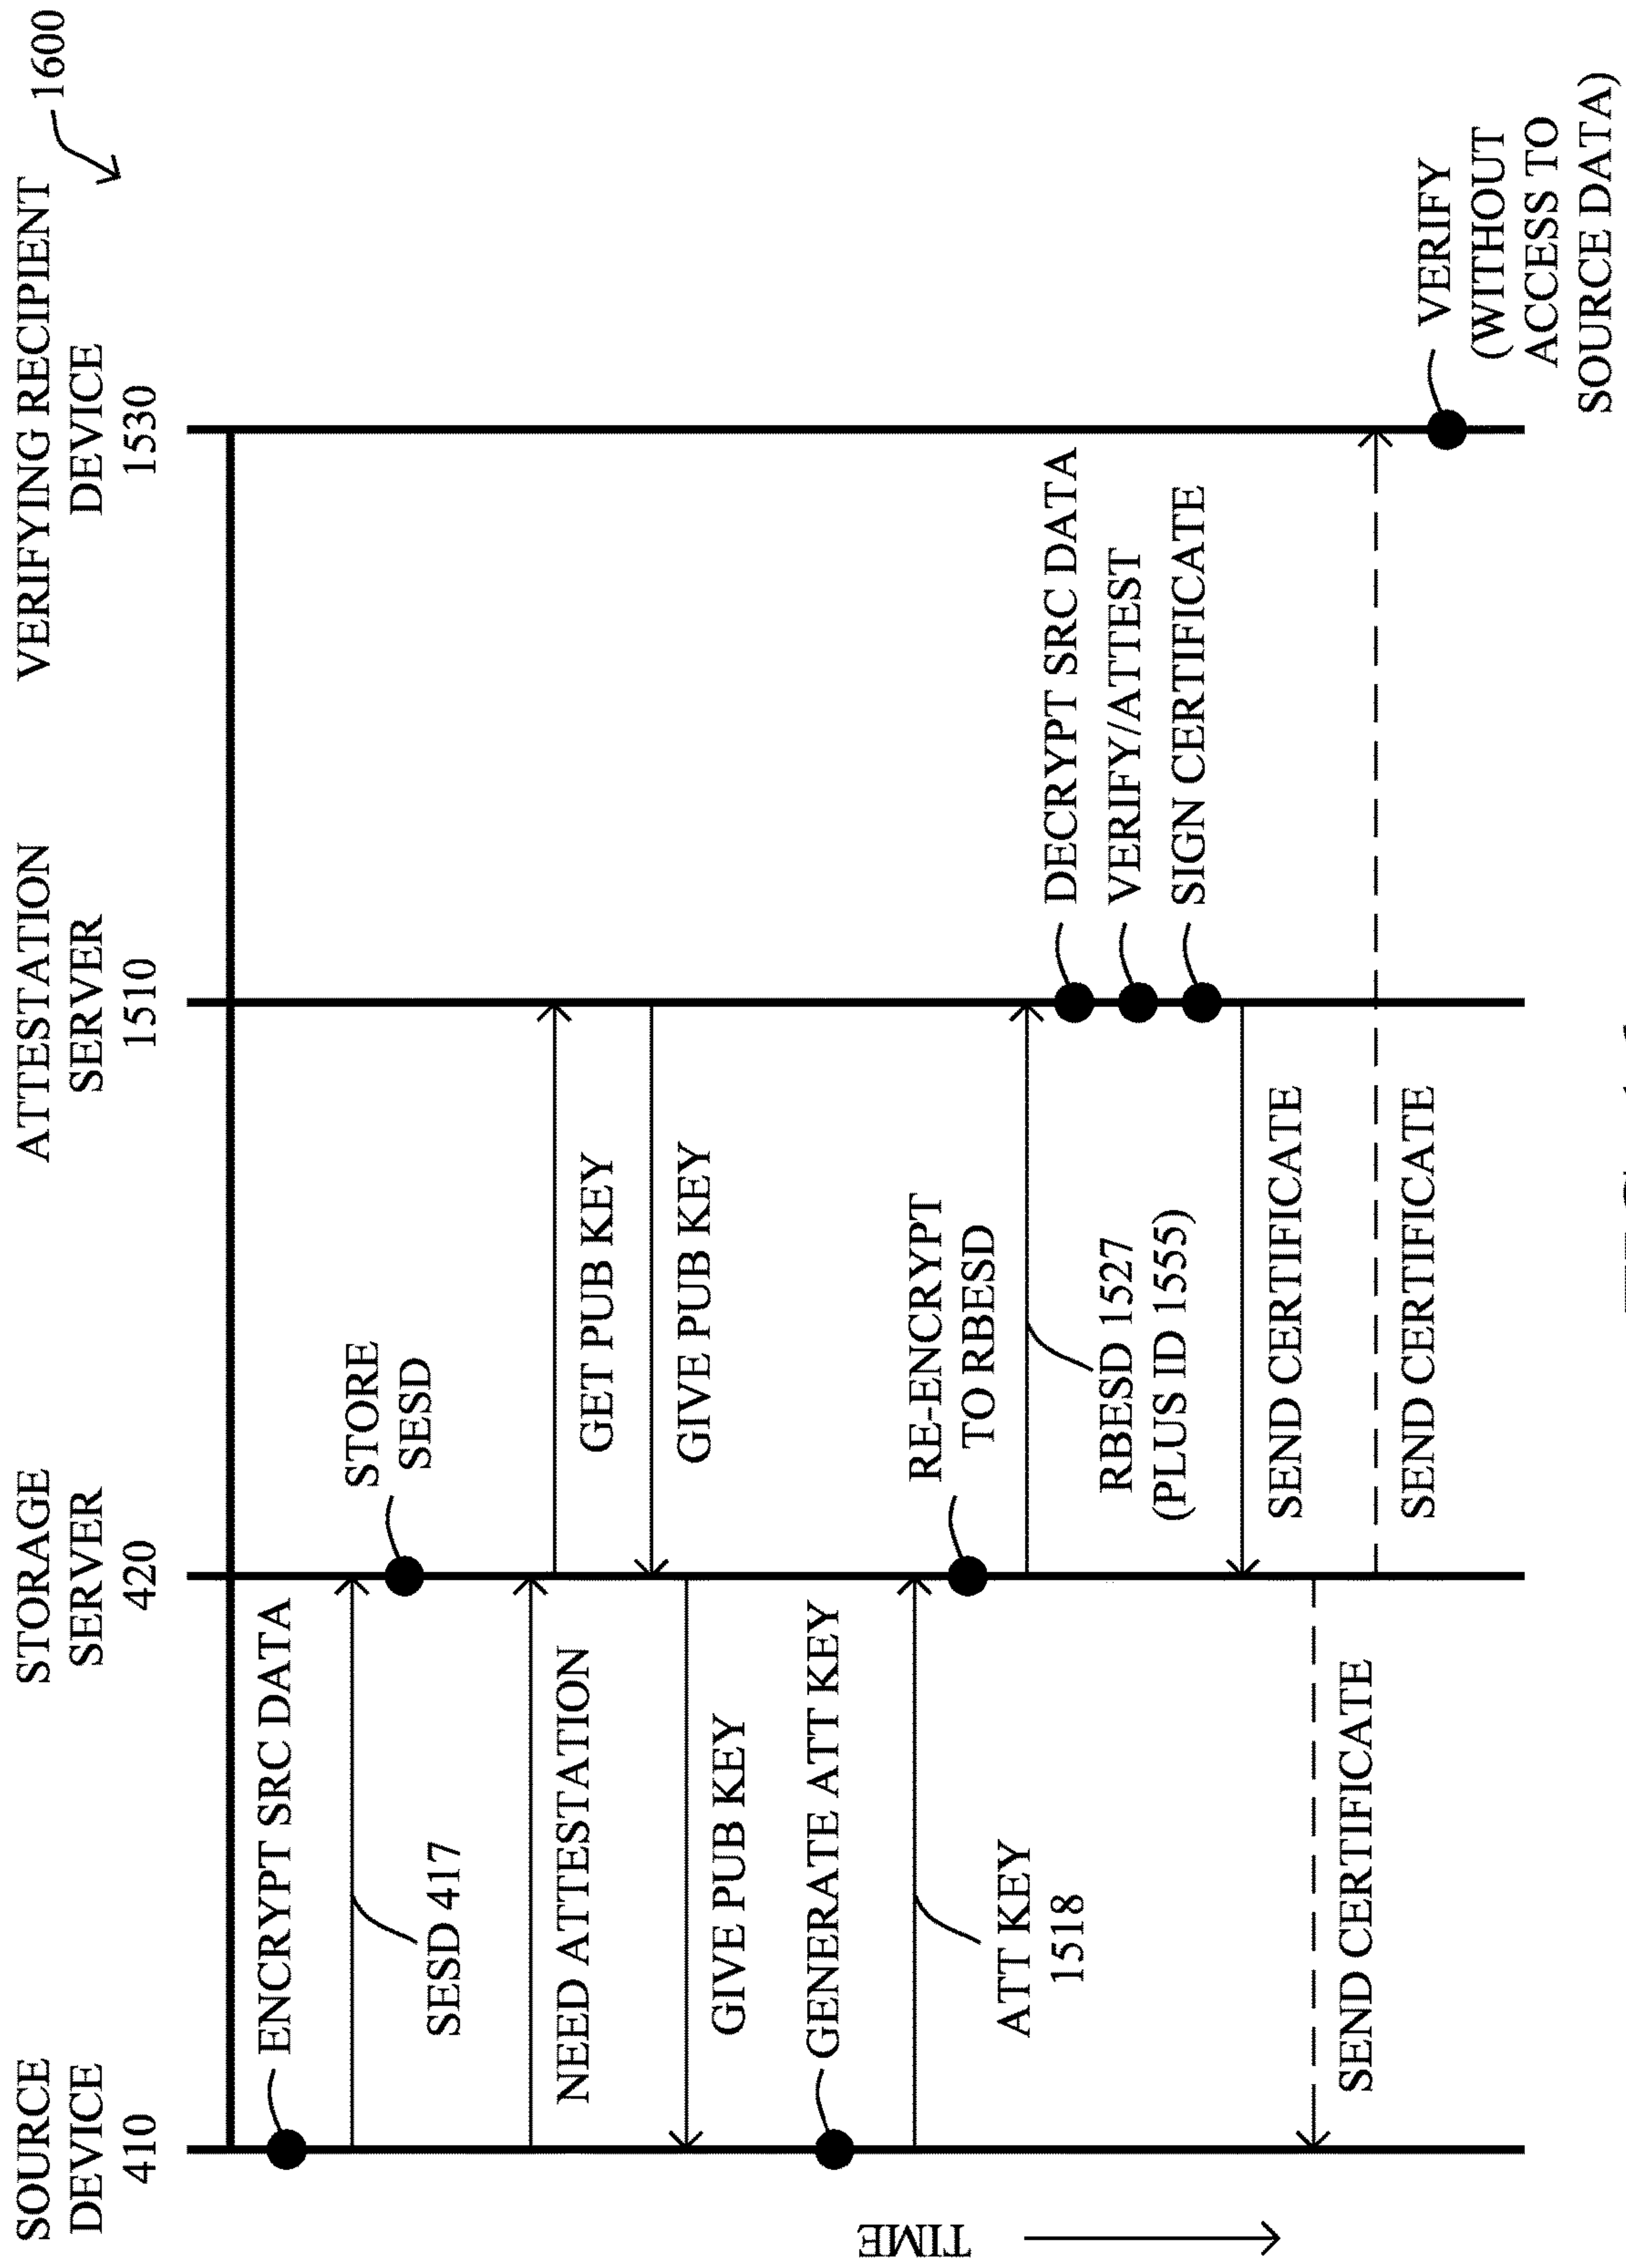 1600
SOURCE
DEVICE
410
STORAGE
SERVER
420
ATTESTATION
SERVER
1510
VERIFYING RECIPIENT
DEVICE
1530
ENCRYPT SRC DATA
SESD 417
STORE
SESD
NEED ATTESTATION
GET PUB KEY
GIVE PUB KEY
GIVE PUB KEY
GENERATE ATT KEY
ATT KEY
1518
RE-ENCRYPT
TO RBESD
RBESD 1527
(PLUS ID 1555)
DECRYPT SRC DATA
VERIFY/ATTEST
SIGN CERTIFICATE
SEND CERTIFICATE
SEND CERTIFICATE
SEND CERTIFICATE
VERIFY
(WITHOUT
ACCESS TO
SOURCE DATA)
TIME